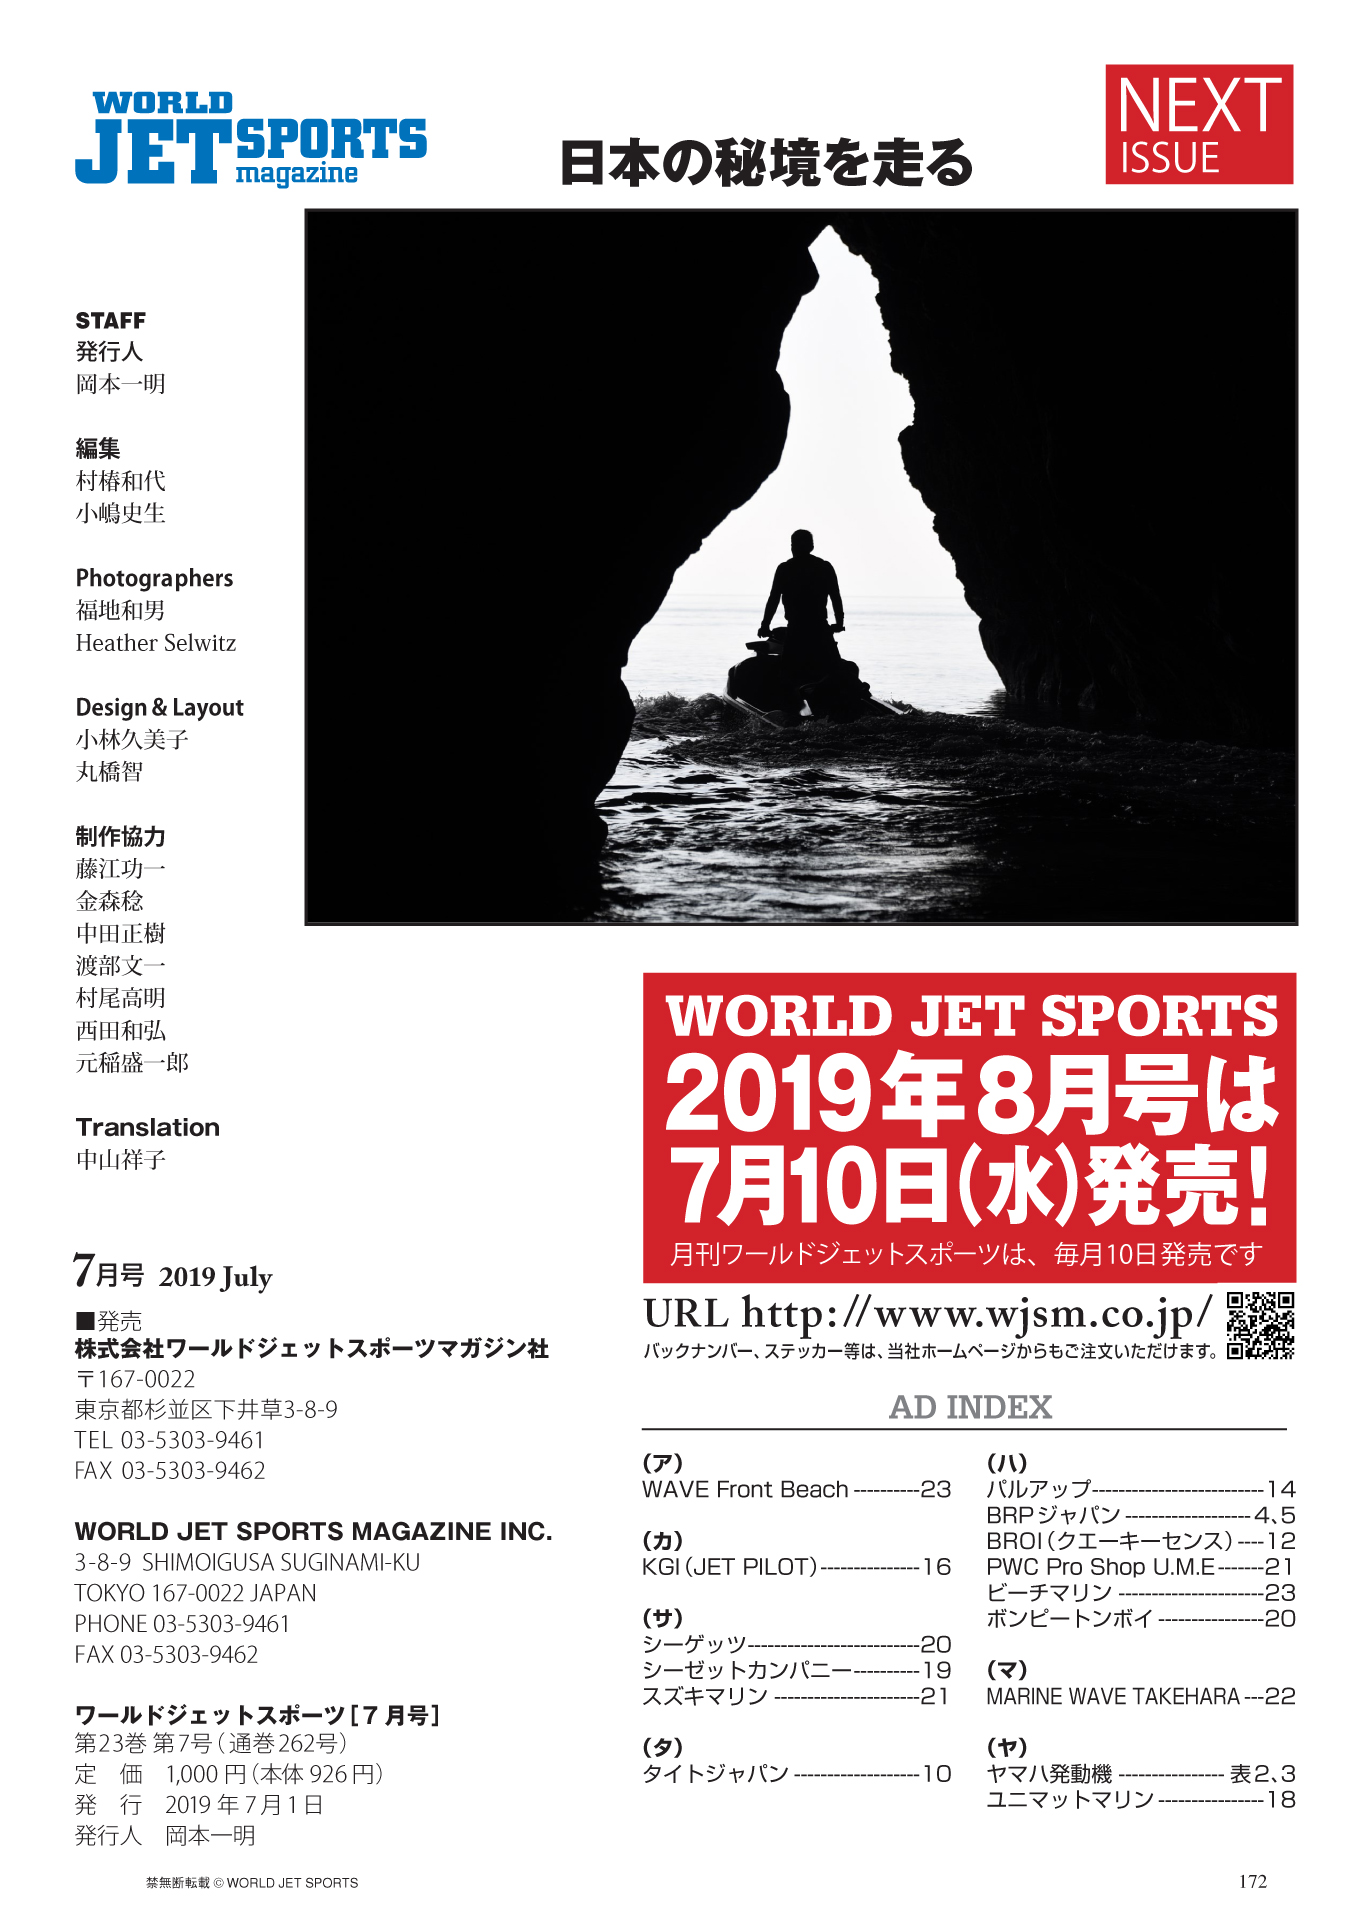 WORLD
JET SPORTS
magazine
日本の秘境を走る
NEXT
ISSUE
STAFF
発行人
岡本一明
編集
村椿和代
小嶋史生
Photographers
福地和男
Heather Selwitz
Design & Layout
小林久美子
丸橋智
制作協力
藤江功一
金森稔
中田正樹
渡部文一
村尾高明
西田和弘
元稲盛一郎
Translation
中山祥子
7月号 2019 July
■発売
株式会社ワールドジェットスポーツマガジン社
〒167-0022
東京都杉並区下井草3-8-9
TEL 03-5303-9461
FAX 03-5303-9462
WORLD JET SPORTS MAGAZINE INC.
3-8-9 SHIMOIGUSA SUGINAMI-KU
TOKYO 167-0022 JAPAN
PHONE 03-5303-9461
FAX 03-5303-9462
ワールドジェットスポーツ[7月号]
第23巻 第7号(通巻262号)
定 価 1,000円(本体926円)
発 行 2019年7月1日
発行人 岡本一明
WORLD JET SPORTS
2019年8月号は
7月10日(水)発売!
月刊ワールドジェットスポーツは、毎月10日発売です
URL http://www.wjsm.co.jp/
バックナンバー、ステッカー等は、当社ホームページからもご注文いただけます。
AD INDEX
(ア)
WAVE Front Beach ----------23
(カ)
KGI(JET PILOT)---------------16
(サ)
シーゲッツ--------------------------20
シーゼットカンパニー----------19
スズキマリン ----------------------21
(タ)
タイトジャパン -------------------10
(ハ)
パルアップ--------------------------14
BRPジャパン -------------------4、5
BROI(クエーキーセンス)----12
PWC Pro Shop U.M.E-------21
ビーチマリン ----------------------23
ボンピートンボイ ----------------20
(マ)
MARINE WAVE TAKEHARA ---22
(ヤ)
ヤマハ発動機 ---------------- 表2、3
ユニマットマリン ----------------18
禁無断転載 © WORLD JET SPORTS
172